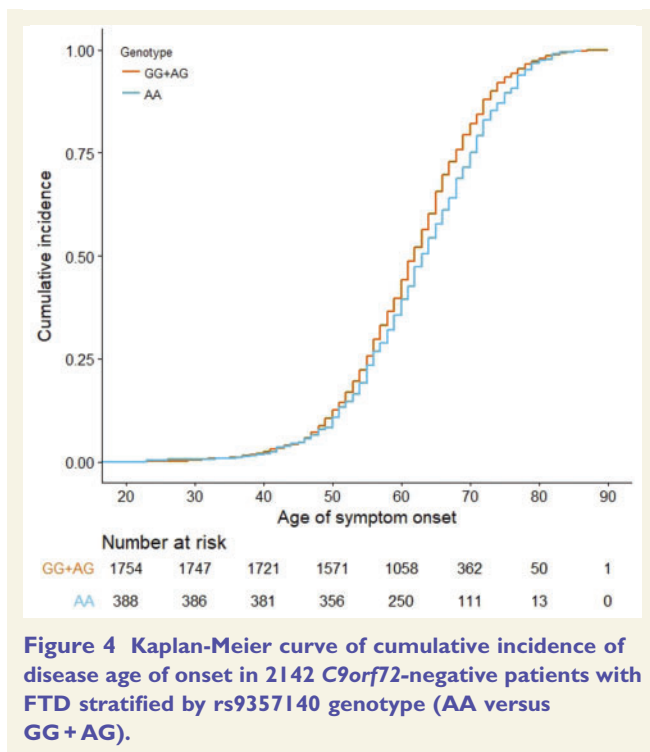 1.00
0.75
0.50
0.25
0.00
Cumulative incidence
Genotype
GG+AG
AA
20 30 40 50 60 70 80 90
Age of symptom onset
Number at risk
GG+AG 1754 1747 1721 1571 1058 362 50 1
AA 388 386 381 356 250 111 13 0
Figure 4 Kaplan-Meier curve of cumulative incidence of
disease age of onset in 2142 C9orf72-negative patients with
FTD stratified by rs9357140 genotype (AA versus
GG + AG).